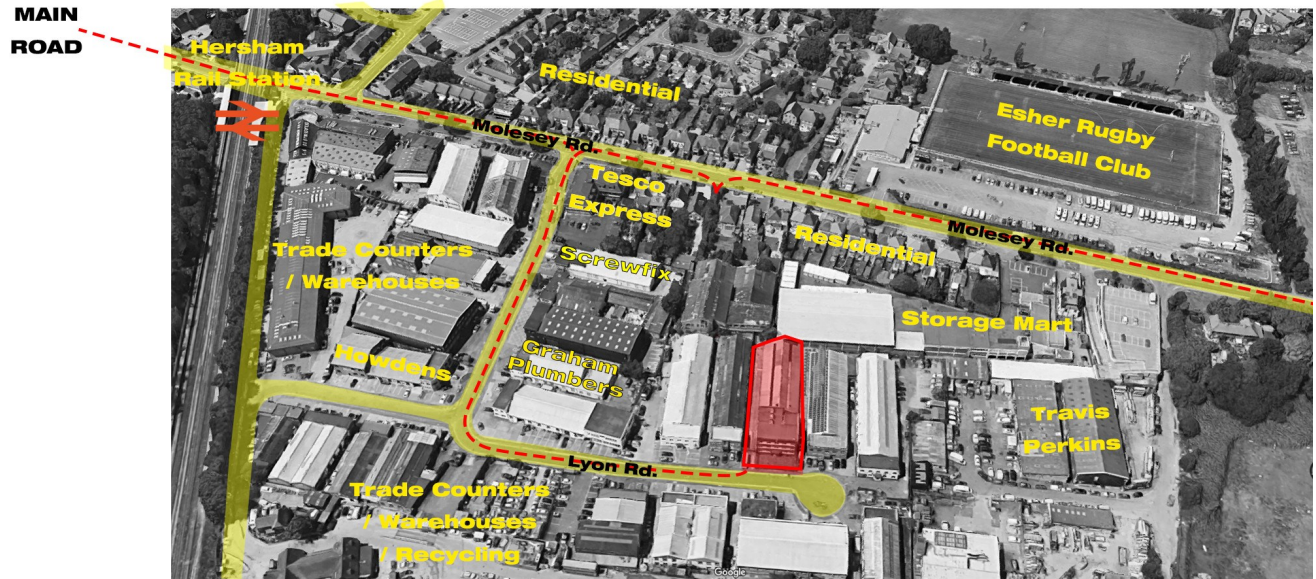 MAIN
ROAD
Hersham
Rail Station
Residential
Molesey Rd.
Esher Rugby
Football Club
Tesco
Express
Residential
Molesey Rd.
Trade Counters
/ Warehouses
Screwfix
Storage Mart
Howdens
Graham
Plumbers
Travis
Perkins
Lyon Rd.
Trade Counters
/ Warehouses
/ Recycling
Google